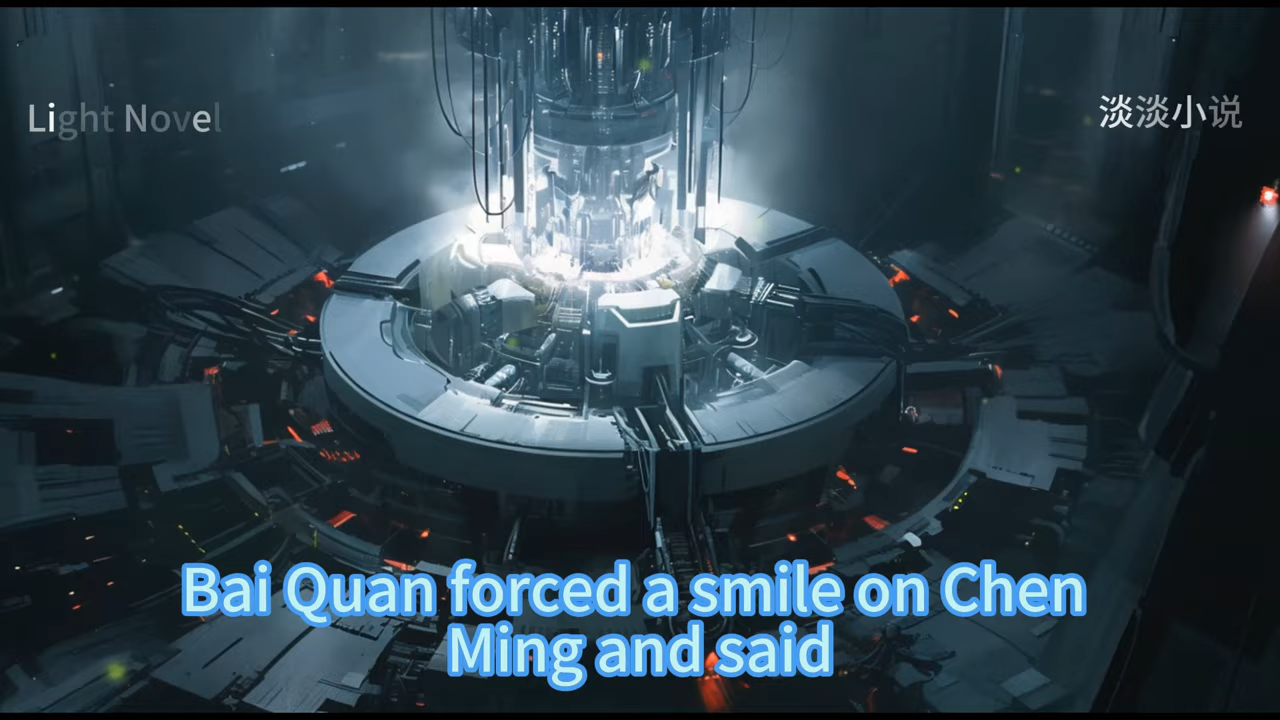 Light Novel
淡淡小说
Bai Quan forced a smile on Chen
Ming and said